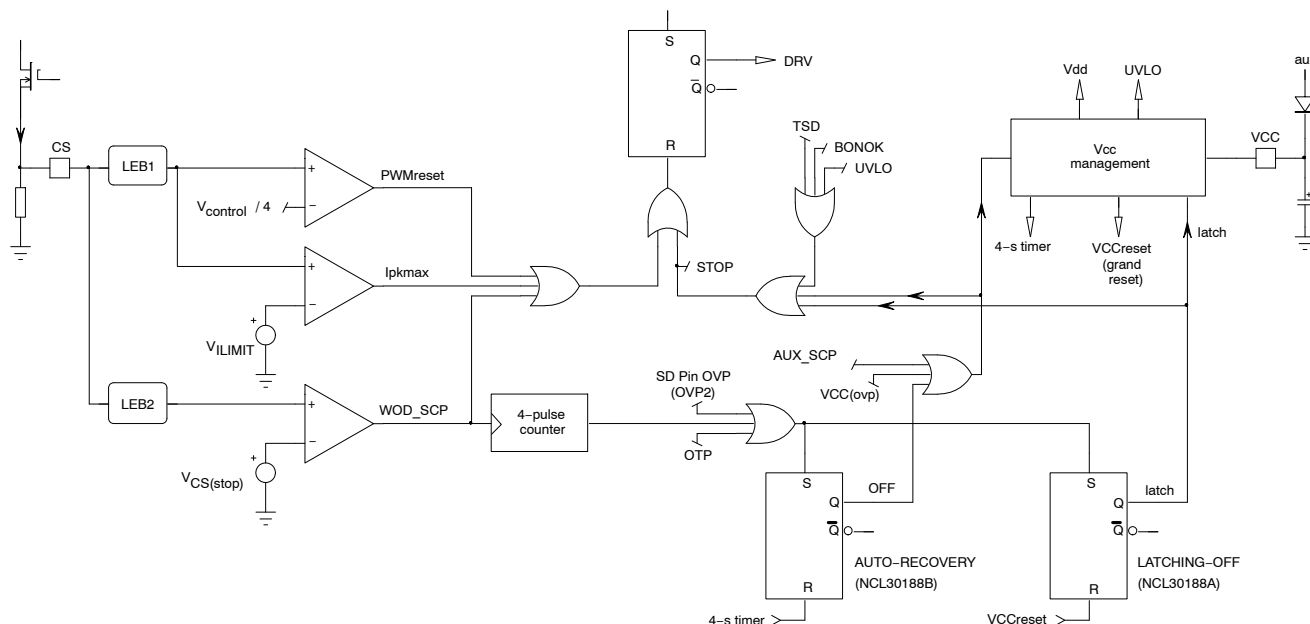 S
Q
Q
R
DRV
au
TSD
BONOK
UVLO
Vdd
UVLO
Vcc
management
VCC
CS
LEB1
PWMreset
Vcontrol / 4
4-s timer
VCCreset
(grand
reset)
latch
Ipkmax
STOP
VILIMIT
AUX_SCP
VCC(ovp)
SD Pin OVP
(OVP2)
OTP
LEB2
WOD_SCP
4-pulse
counter
VCS(stop)
S
Q
Q
R
OFF
AUTO-RECOVERY
(NCL30188B)
4-s timer
S
Q
Q
R
latch
LATCHING-OFF
(NCL30188A)
VCCreset
+
−
+
−
+
−
+
+
+